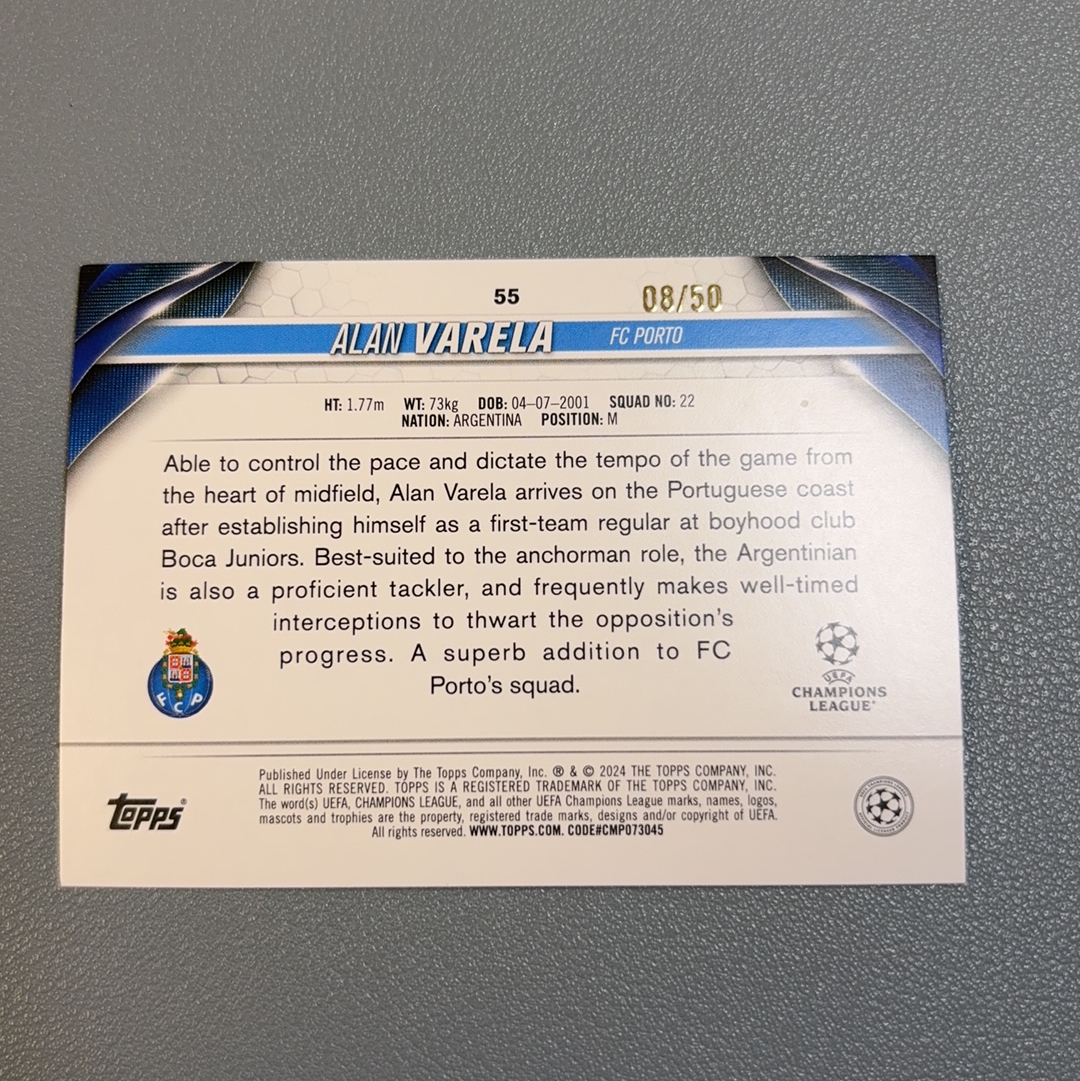 55
08/50
ALAN VARELA
FC PORTO
HT: 1.77m WT: 73kg DOB: 04–07–2001 SQUAD NO: 22
NATION: ARGENTINA POSITION: M
Able to control the pace and dictate the tempo of the game from
the heart of midfield, Alan Varela arrives on the Portuguese coast
after establishing himself as a first-team regular at boyhood club
Boca Juniors. Best-suited to the anchorman role, the Argentinian
is also a proficient tackler, and frequently makes well-timed
interceptions to thwart the opposition's
progress. A superb addition to FC
Porto's squad.
FCP
UEFA
CHAMPIONS
LEAGUE®
Published Under License by The Topps Company, Inc. ® & © 2024 THE TOPPS COMPANY, INC.
ALL RIGHTS RESERVED. TOPPS IS A REGISTERED TRADEMARK OF THE TOPPS COMPANY, INC.
The word(s) UEFA, CHAMPIONS LEAGUE, and all other UEFA Champions League marks, names, logos,
mascots and trophies are the property, registered trade marks, designs and/or copyright of UEFA.
All rights reserved. WWW.TOPPS.COM. CODE#CMP073045
TOPPS®